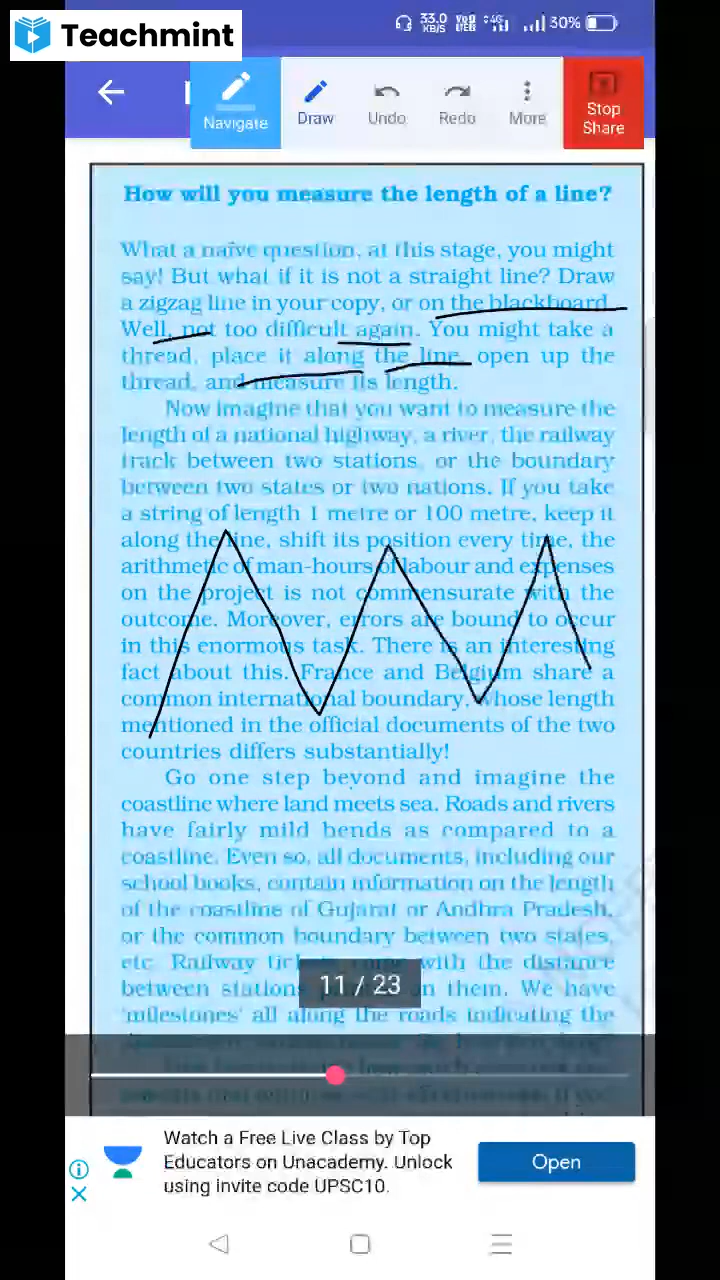 Teachmint
33.0 KB/S
30%
Navigate
Draw
Undo
Redo
More
Stop
Share
How will you measure the length of a line?
What a naïve question, at this stage, you might
say! But what if it is not a straight line? Draw
a zigzag line in your copy, or on the blackboard.
Well, not too difficult again. You might take a
thread, place it along the line, open up the
thread, and measure its length.
Now imagine that you want to measure the
length of a national highway, a river, the railway
track between two stations, or the boundary
between two states or two nations. If you take
a string of length 1 metre or 100 metre, keep it
along the line, shift its position every time, the
arithmetic of man-hours of labour and expenses
on the project is not commensurate with the
outcome. Moreover, errors are bound to occur
in this enormous task. There is an interesting
fact about this. France and Belgium share a
common international boundary, whose length
mentioned in the official documents of the two
countries differs substantially!
Go one step beyond and imagine the
coastline where land meets sea. Roads and rivers
have fairly mild bends as compared to a
coastline. Even so, all documents, including our
school books, contain information on the length
of the coastline of Gujarat or Andhra Pradesh,
or the common boundary between two states,
etc. Railway tickets come with the distance
between stations on them. We have
'milestones' all along the roads indicating the
11 / 23
Watch a Free Live Class by Top
Educators on Unacademy. Unlock
using invite code UPSC10.
Open